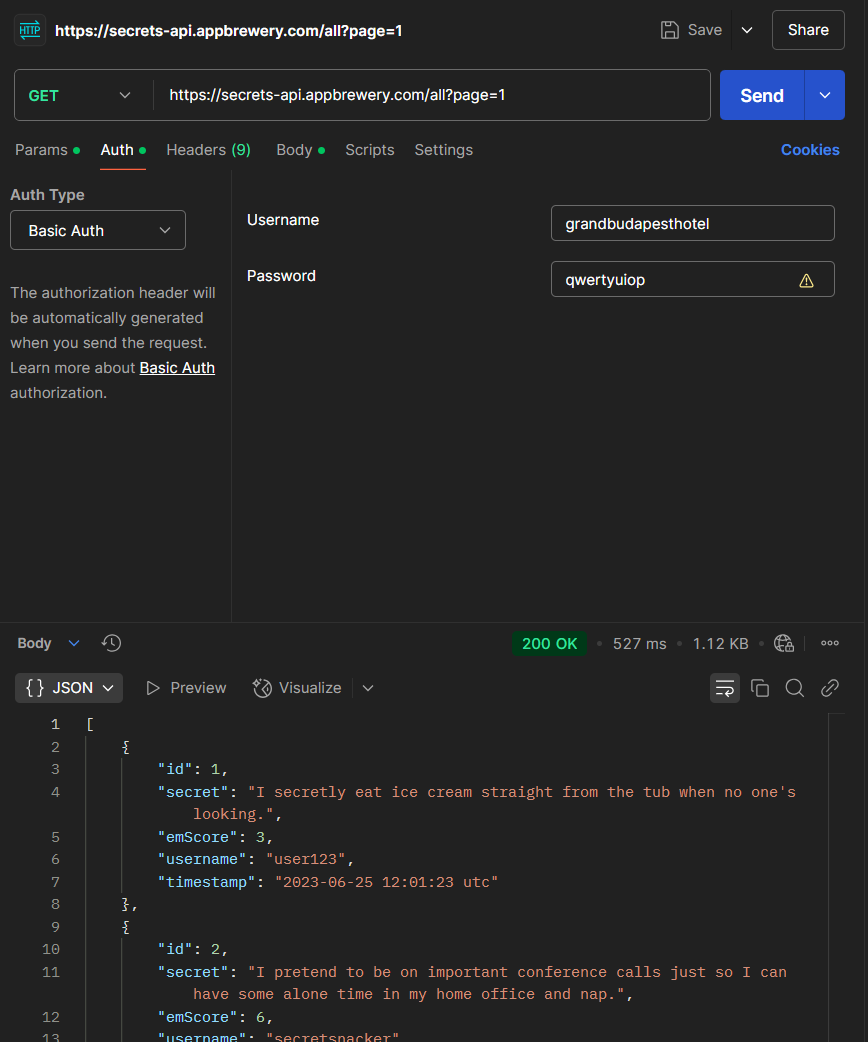 HTTP https://secrets-api.appbrewery.com/all?page=1 Save Share
GET https://secrets-api.appbrewery.com/all?page=1 Send
Params Auth Headers (9) Body Scripts Settings Cookies
Auth Type
Basic Auth
The authorization header will
be automatically generated
when you send the request.
Learn more about Basic Auth
authorization.
Username grandbudapesthotel
Password qwertyuiop
Body 200 OK 527 ms 1.12 KB
{} JSON Preview Visualize
1 [
2 {
3 "id": 1,
4 "secret": "I secretly eat ice cream straight from the tub when no one's
looking.",
5 "emScore": 3,
6 "username": "user123",
7 "timestamp": "2023-06-25 12:01:23 utc"
8 },
9 {
10 "id": 2,
11 "secret": "I pretend to be on important conference calls just so I can
have some alone time in my home office and nap.",
12 "emScore": 6,
13 "username": "secretsnacker"